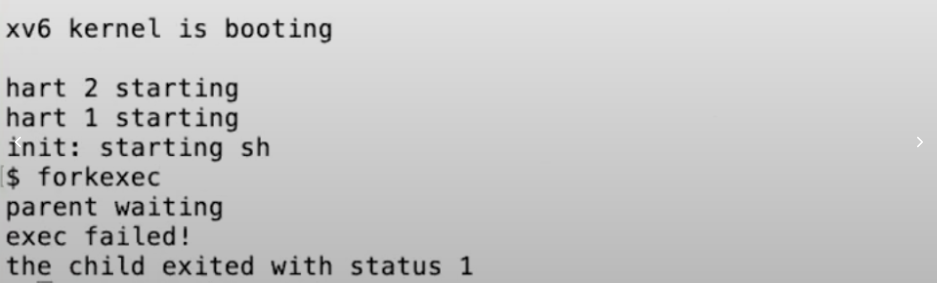 xv6 kernel is booting
hart 2 starting
hart 1 starting
init: starting sh
$ forkexec
parent waiting
exec failed!
the child exited with status 1